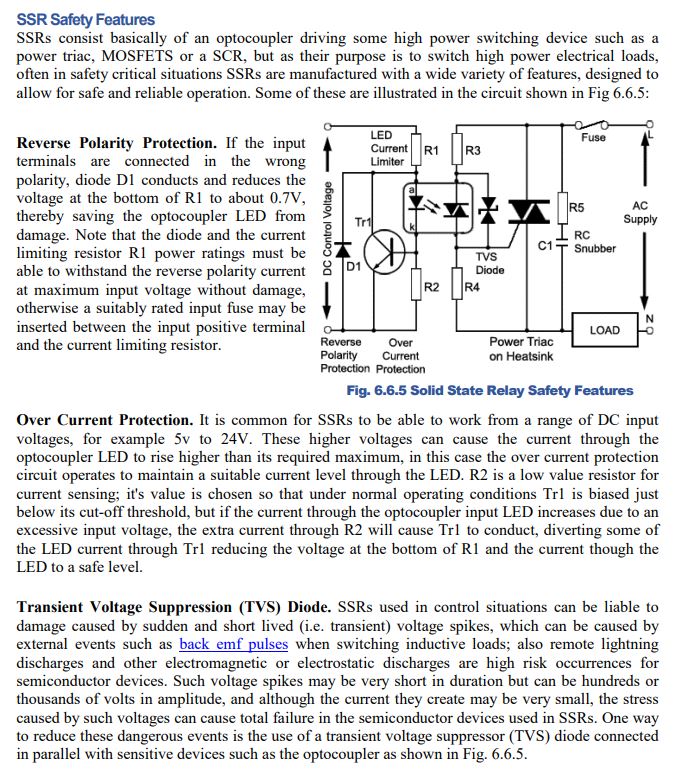 SSR Safety Features
SSRs consist basically of an optocoupler driving some high power switching device such as a
power triac, MOSFETS or a SCR, but as their purpose is to switch high power electrical loads,
often in safety critical situations SSRs are manufactured with a wide variety of features, designed to
allow for safe and reliable operation. Some of these are illustrated in the circuit shown in Fig 6.6.5:
Reverse Polarity Protection. If the input
terminals are connected in the wrong
polarity, diode D1 conducts and reduces the
voltage at the bottom of R1 to about 0.7V,
thereby saving the optocoupler LED from
damage. Note that the diode and the current
limiting resistor R1 power ratings must be
able to withstand the reverse polarity current
at maximum input voltage without damage,
otherwise a suitably rated input fuse may be
inserted between the input positive terminal
and the current limiting resistor.
LED
Current
Limiter
R1
R3
Fuse
L
DC Control Voltage
a
k
Tr1
D1
R5
AC
Supply
RC
Snubber
C1
TVS
Diode
R2
R4
LOAD
N
Reverse
Polarity
Protection
Over
Current
Protection
Power Triac
on Heatsink
Fig. 6.6.5 Solid State Relay Safety Features
Over Current Protection. It is common for SSRs to be able to work from a range of DC input
voltages, for example 5v to 24V. These higher voltages can cause the current through the
optocoupler LED to rise higher than its required maximum, in this case the over current protection
circuit operates to maintain a suitable current level through the LED. R2 is a low value resistor for
current sensing; it's value is chosen so that under normal operating conditions Tr1 is biased just
below its cut-off threshold, but if the current through the optocoupler input LED increases due to an
excessive input voltage, the extra current through R2 will cause Tr1 to conduct, diverting some of
the LED current through Tr1 reducing the voltage at the bottom of R1 and the current though the
LED to a safe level.
Transient Voltage Suppression (TVS) Diode. SSRs used in control situations can be liable to
damage caused by sudden and short lived (i.e. transient) voltage spikes, which can be caused by
external events such as back emf pulses when switching inductive loads; also remote lightning
discharges and other electromagnetic or electrostatic discharges are high risk occurrences for
semiconductor devices. Such voltage spikes may be very short in duration but can be hundreds or
thousands of volts in amplitude, and although the current they create may be very small, the stress
caused by such voltages can cause total failure in the semiconductor devices used in SSRs. One way
to reduce these dangerous events is the use of a transient voltage suppressor (TVS) diode connected
in parallel with sensitive devices such as the optocoupler as shown in Fig. 6.6.5.